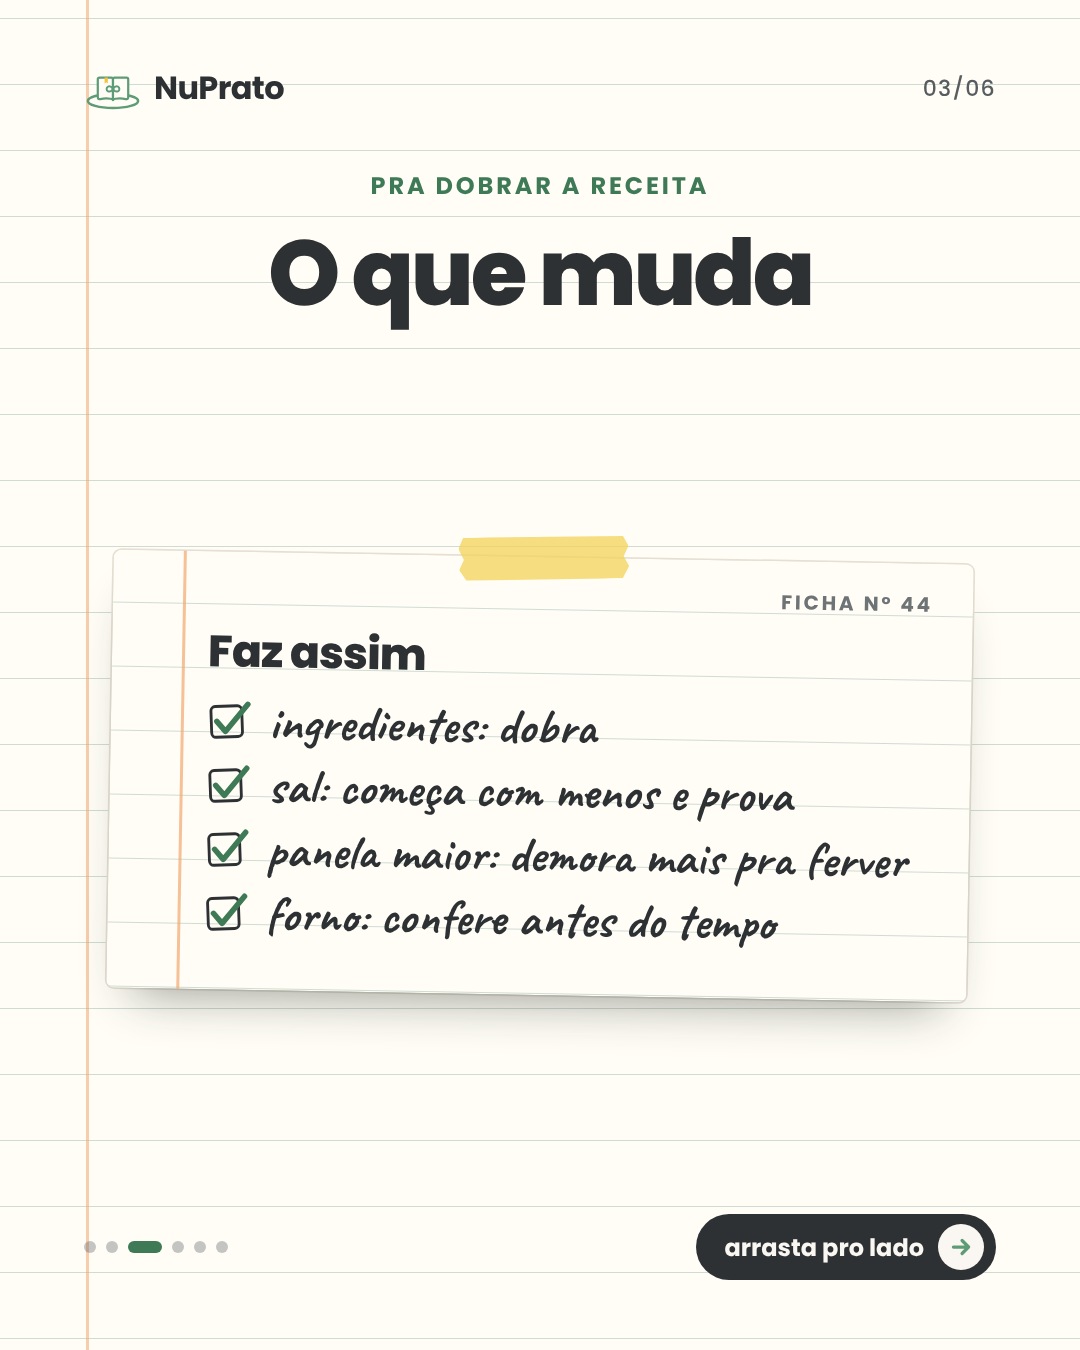 NuPrato
03/06
PRA DOBRAR A RECEITA
O que muda
FICHA Nº 44
Faz assim
ingredientes: dobra
sal: começa com menos e prova
panela maior: demora mais pra ferver
forno: confere antes do tempo
arrasta pro lado